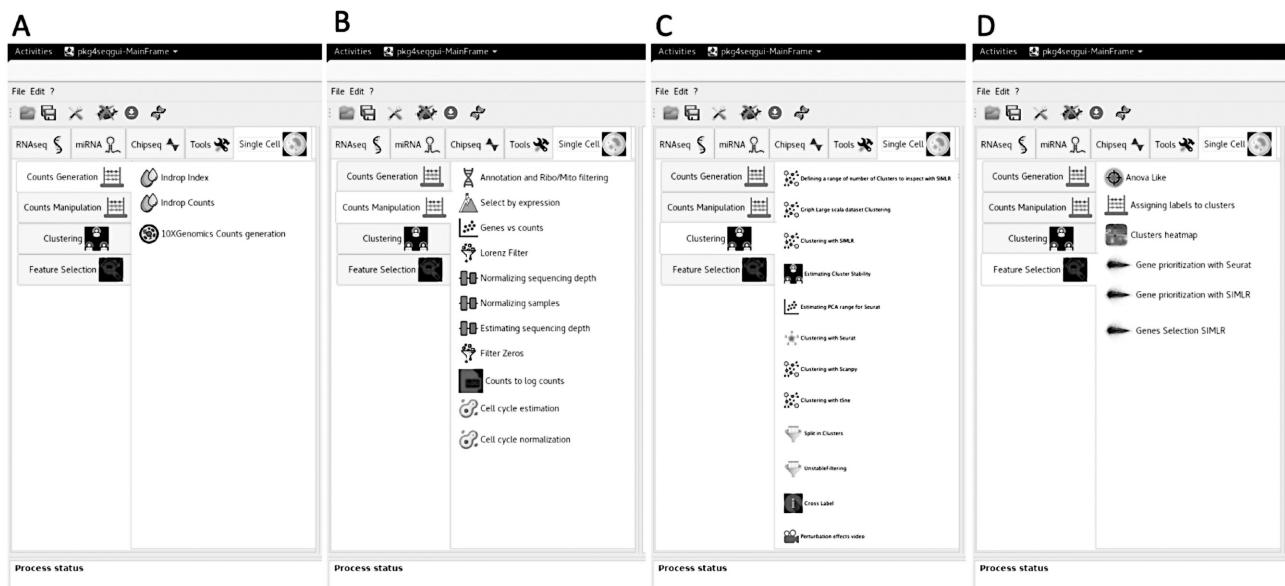 A
Activities pkg4seqgui-MainFrame
File Edit ?
RNAseq miRNA Chipseq Tools Single Cell
Counts Generation
Counts Manipulation
Clustering
Feature Selection
Indrop Index
Indrop Counts
10XGenomics Counts generation
Process status
B
Activities pkg4seqgui-MainFrame
File Edit ?
RNAseq miRNA Chipseq Tools Single Cell
Counts Generation
Counts Manipulation
Clustering
Feature Selection
Annotation and Ribo/Mito filtering
Select by expression
Genes vs counts
Lorenz Filter
Normalizing sequencing depth
Normalizing samples
Estimating sequencing depth
Filter Zeros
Counts to log counts
Cell cycle estimation
Cell cycle normalization
Process status
C
Activities pkg4seqgui-MainFrame
File Edit ?
RNAseq miRNA Chipseq Tools Single Cell
Counts Generation
Counts Manipulation
Clustering
Feature Selection
Defining a range of number of Clusters to inspect with SIMLR
Griph Large scala dataset Clustering
Clustering with SIMLR
Estimating Cluster Stability
Estimating PCA range for Seurat
Clustering with Seurat
Clustering with Scanpy
Clustering with tSne
Split in Clusters
UnstableFiltering
Cross Label
Perturbation effects video
Process status
D
Activities pkg4seqgui-MainFrame
File Edit ?
RNAseq miRNA Chipseq Tools Single Cell
Counts Generation
Counts Manipulation
Clustering
Feature Selection
Anova Like
Assigning labels to clusters
Clusters heatmap
Gene prioritization with Seurat
Gene prioritization with SIMLR
Genes Selection SIMLR
Process status